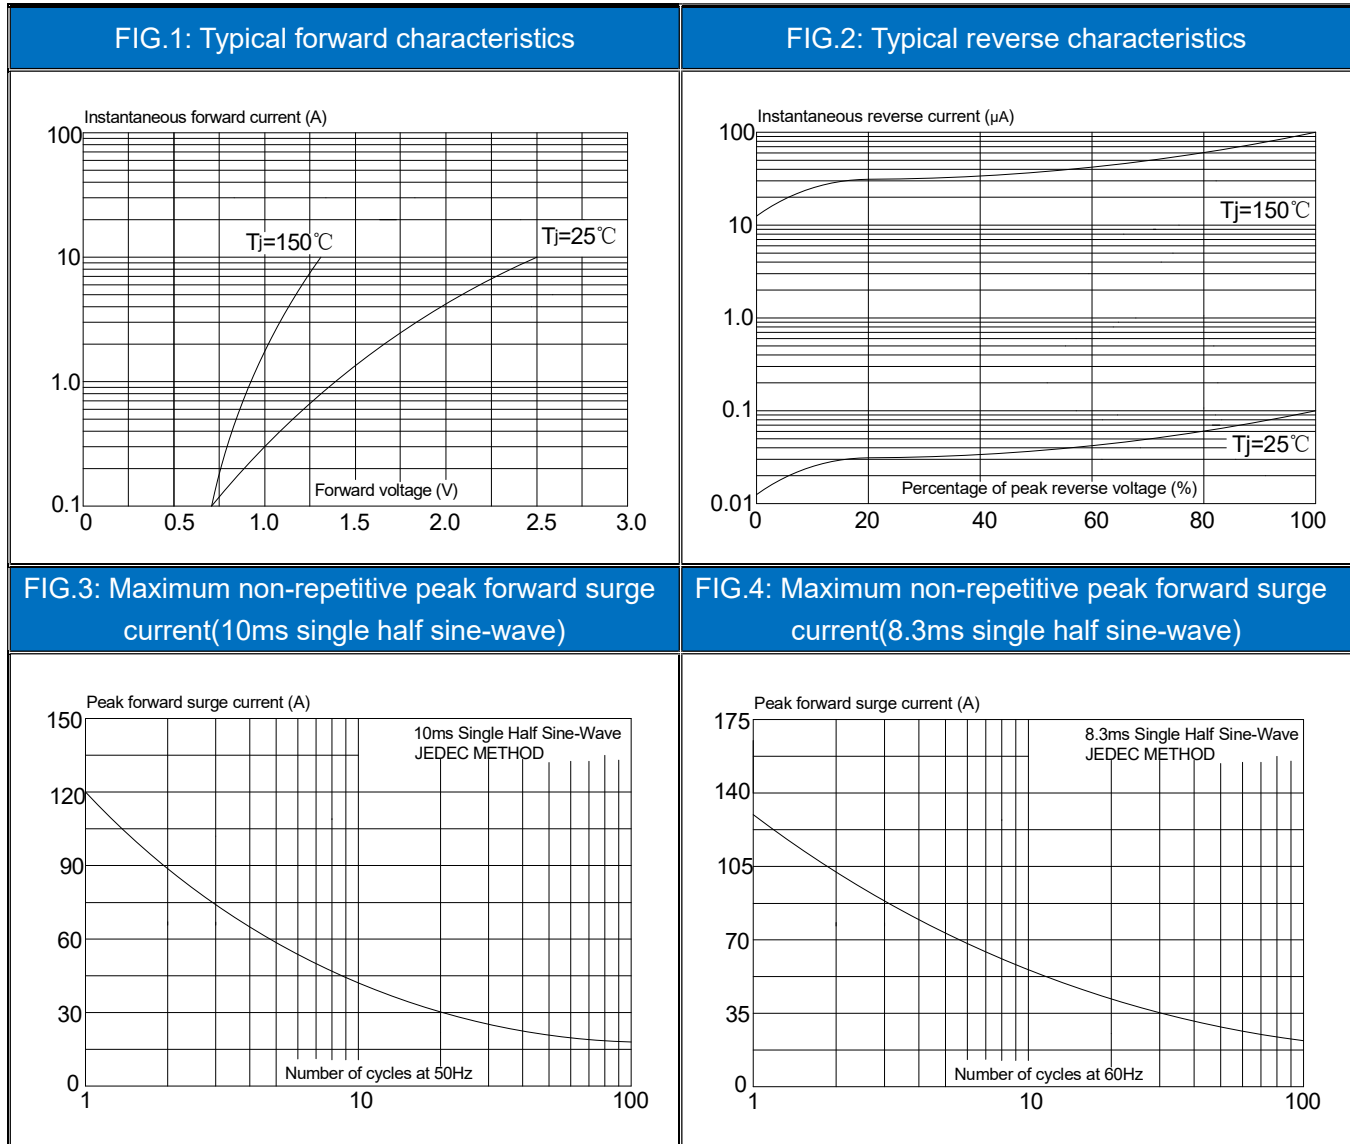 FIG.1: Typical forward characteristics
Instantaneous forward current (A)
100
10
1.0
0.1
Tj=150℃
Tj=25℃
Forward voltage (V)
0 0.5 1.0 1.5 2.0 2.5 3.0
FIG.2: Typical reverse characteristics
Instantaneous reverse current (μA)
100
10
1.0
0.1
0.01
Tj=150℃
Tj=25℃
Percentage of peak reverse voltage (%)
0 20 40 60 80 100
FIG.3: Maximum non-repetitive peak forward surge
current(10ms single half sine-wave)
Peak forward surge current (A)
150
120
90
60
30
0
10ms Single Half Sine-Wave
JEDEC METHOD
Number of cycles at 50Hz
1 10 100
FIG.4: Maximum non-repetitive peak forward surge
current(8.3ms single half sine-wave)
Peak forward surge current (A)
175
140
105
70
35
0
8.3ms Single Half Sine-Wave
JEDEC METHOD
Number of cycles at 60Hz
1 10 100